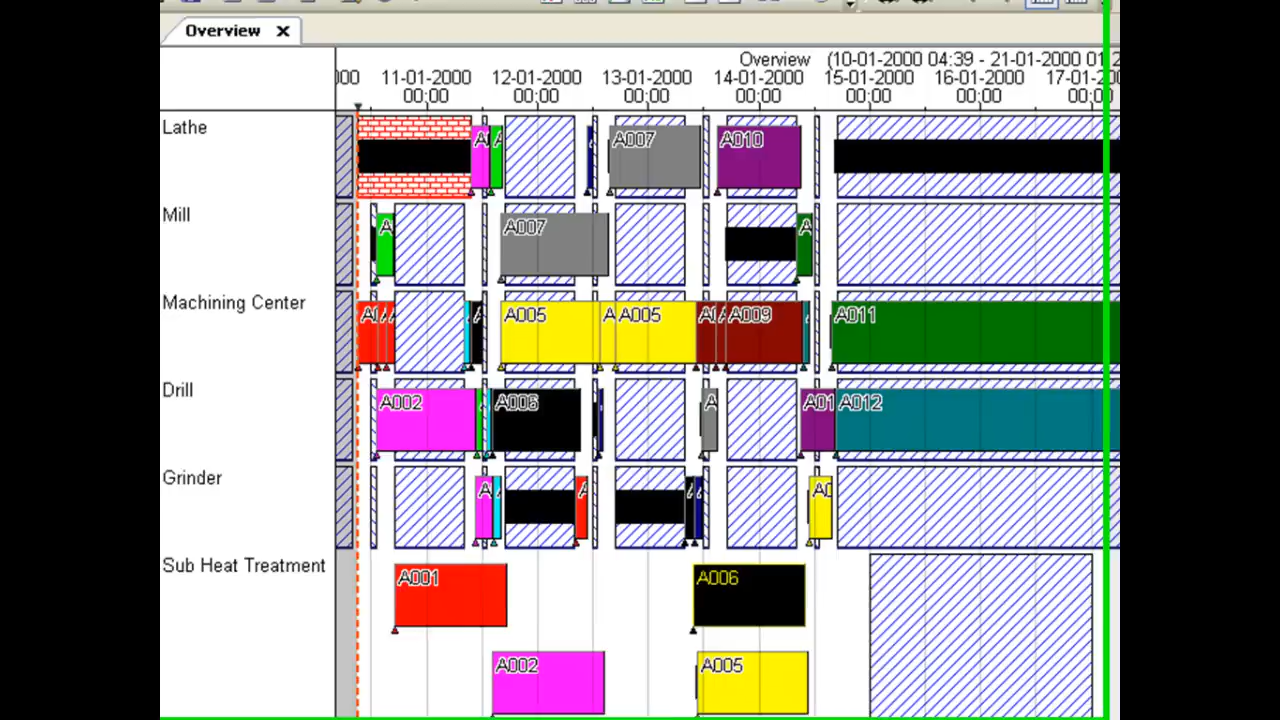 Overview
Overview (10-01-2000 04:39 - 21-01-2000 01
000 11-01-2000 12-01-2000 13-01-2000 14-01-2000 15-01-2000 16-01-2000 17-01
00:00 00:00 00:00 00:00 00:00 00:00 00:0
Lathe
A007 A010
Mill
A007
Machining Center
A005 A A005 A009 A011
Drill
A002 A006 A A01 A012
Grinder
Sub Heat Treatment
A001 A006
A002 A005